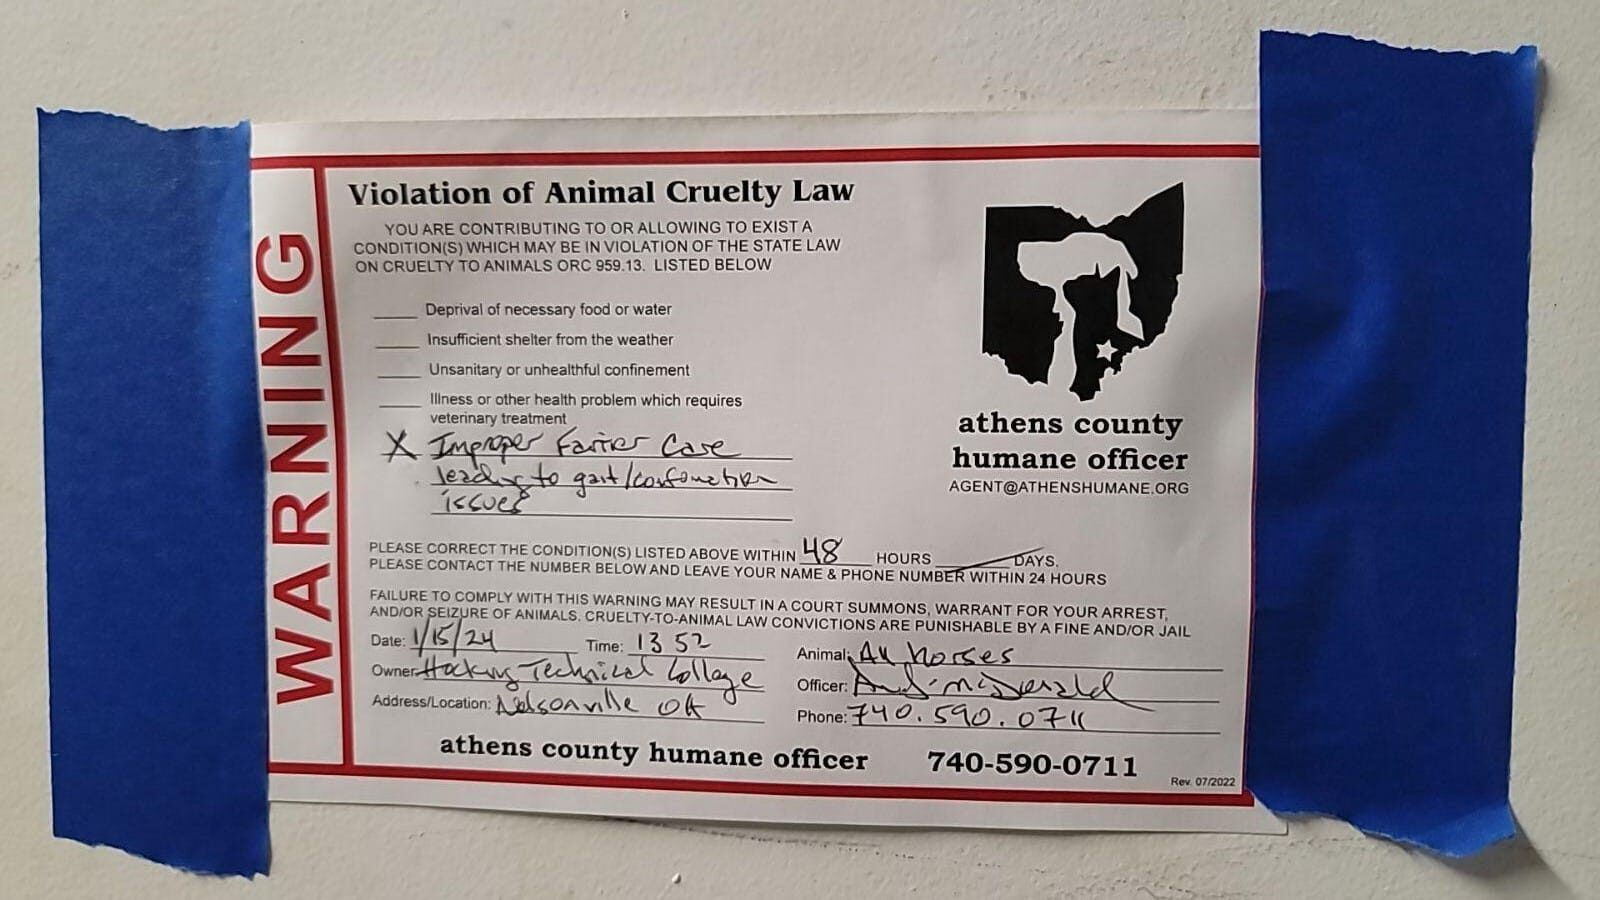 WARNING
Violation of Animal Cruelty Law
YOU ARE CONTRIBUTING TO OR ALLOWING TO EXIST A
CONDITION(S) WHICH MAY BE IN VIOLATION OF THE STATE LAW
ON CRUELTY TO ANIMALS ORC 959.13. LISTED BELOW
____ Deprival of necessary food or water
____ Insufficient shelter from the weather
____ Unsanitary or unhealthful confinement
____ Illness or other health problem which requires
veterinary treatment
X Improper Farrier Care
leading to gait/conformation
issues
athens county
humane officer
AGENT@ATHENSHUMANE.ORG
PLEASE CORRECT THE CONDITION(S) LISTED ABOVE WITHIN 48 HOURS ____ DAYS.
PLEASE CONTACT THE NUMBER BELOW AND LEAVE YOUR NAME & PHONE NUMBER WITHIN 24 HOURS
FAILURE TO COMPLY WITH THIS WARNING MAY RESULT IN A COURT SUMMONS, WARRANT FOR YOUR ARREST,
AND/OR SEIZURE OF ANIMALS. CRUELTY-TO-ANIMAL LAW CONVICTIONS ARE PUNISHABLE BY A FINE AND/OR JAIL
Date: 1/15/24 Time: 1352
Owner: Hocking Technical College
Address/Location: Nelsonville OH
Animal: All horses
Officer: McDonald
Phone: 740.590.0711
athens county humane officer 740-590-0711
Rev. 07/2022